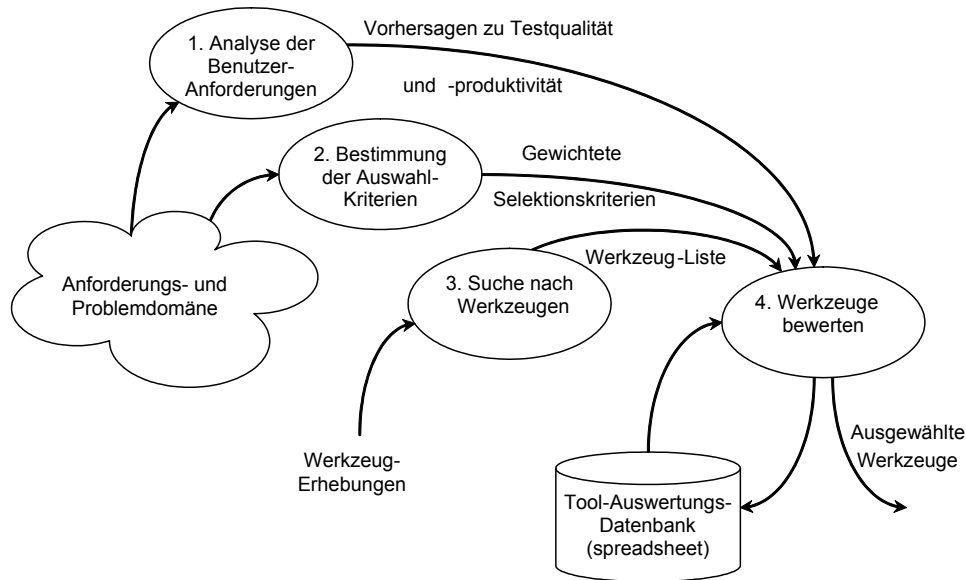 1. Analyse der
Benutzer-
Anforderungen
Vorhersagen zu Testqualität
und -produktivität
2. Bestimmung
der Auswahl-
Kriterien
Gewichtete
Selektionskriterien
Anforderungs- und
Problemdomäne
3. Suche nach
Werkzeugen
Werkzeug-Liste
4. Werkzeuge
bewerten
Werkzeug-
Erhebungen
Tool-Auswertungs-
Datenbank
(spreadsheet)
Ausgewählte
Werkzeuge